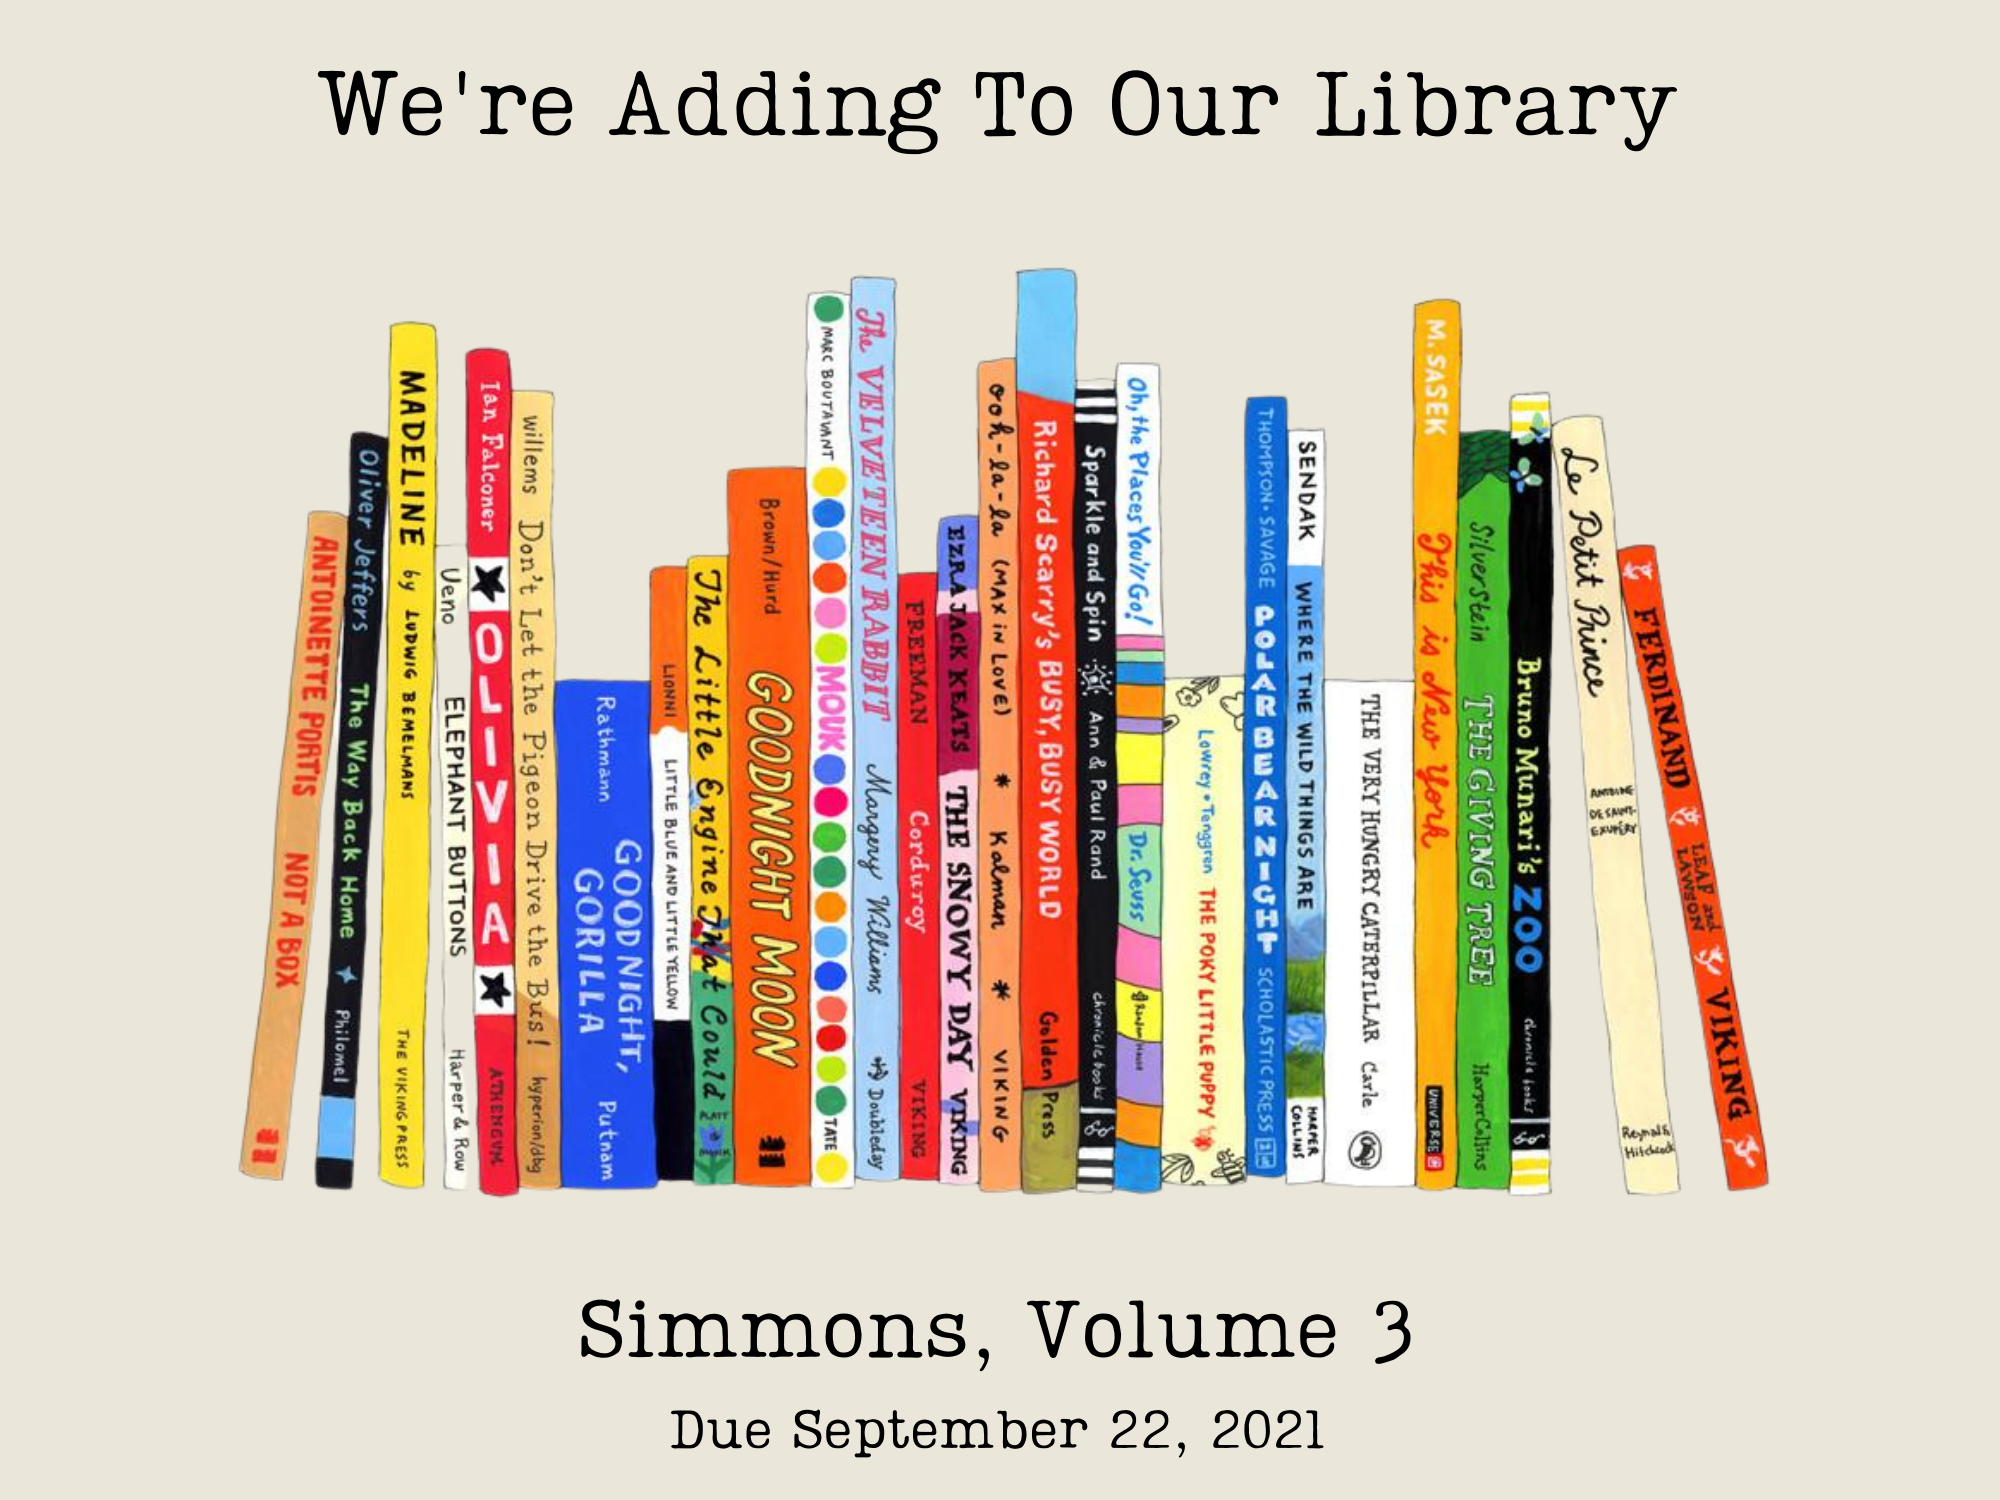 We're Adding To Our Library
ANTOINETTE PORTIS NOT A BOX
Oliver Jeffers The Way Back Home Philomel
MADELINE by LUDWIG BEMELMANS THE VIKING PRESS
Ueno ELEPHANT BUTTONS Harper & Row
Ian Falconer OLIVIA ATHENEUM
willems Don't Let the Pigeon Drive the Bus! hyperion/dbg
Rathmann GOODNIGHT, GORILLA Putnam
LIONNI LITTLE BLUE AND LITTLE YELLOW
The Little Engine That Could PLATT MUNK
Brown/Hurd GOODNIGHT MOON
MARC BOUTAVANT MOUK TATE
The VELVETEEN RABBIT Margery Williams Doubleday
FREEMAN Corduroy VIKING
EZRA JACK KEATS THE SNOWY DAY VIKING
ooh-la-la (MAX IN LOVE) * Kalman * VIKING
Richard Scarry's BUSY, BUSY WORLD Golden Press
Sparkle and Spin Ann & Paul Rand chronicle books
Oh, the Places You'll Go! Dr. Seuss Random House
Lowrey • Tenggren THE POKY LITTLE PUPPY
THOMPSON • SAVAGE POLAR BEAR NIGHT SCHOLASTIC PRESS
SENDAK WHERE THE WILD THINGS ARE HARPER COLLINS
THE VERY HUNGRY CATERPILLAR Carle
M. SASEK This is New York UNIVERSE
Silverstein THE GIVING TREE HarperCollins
Bruno Munari's ZOO chronicle books
Le Petit Prince ANTOINE DE SAINT-EXUPÉRY Reynal & Hitchcock
FERDINAND LEAF and LAWSON VIKING
Simmons, Volume 3
Due September 22, 2021